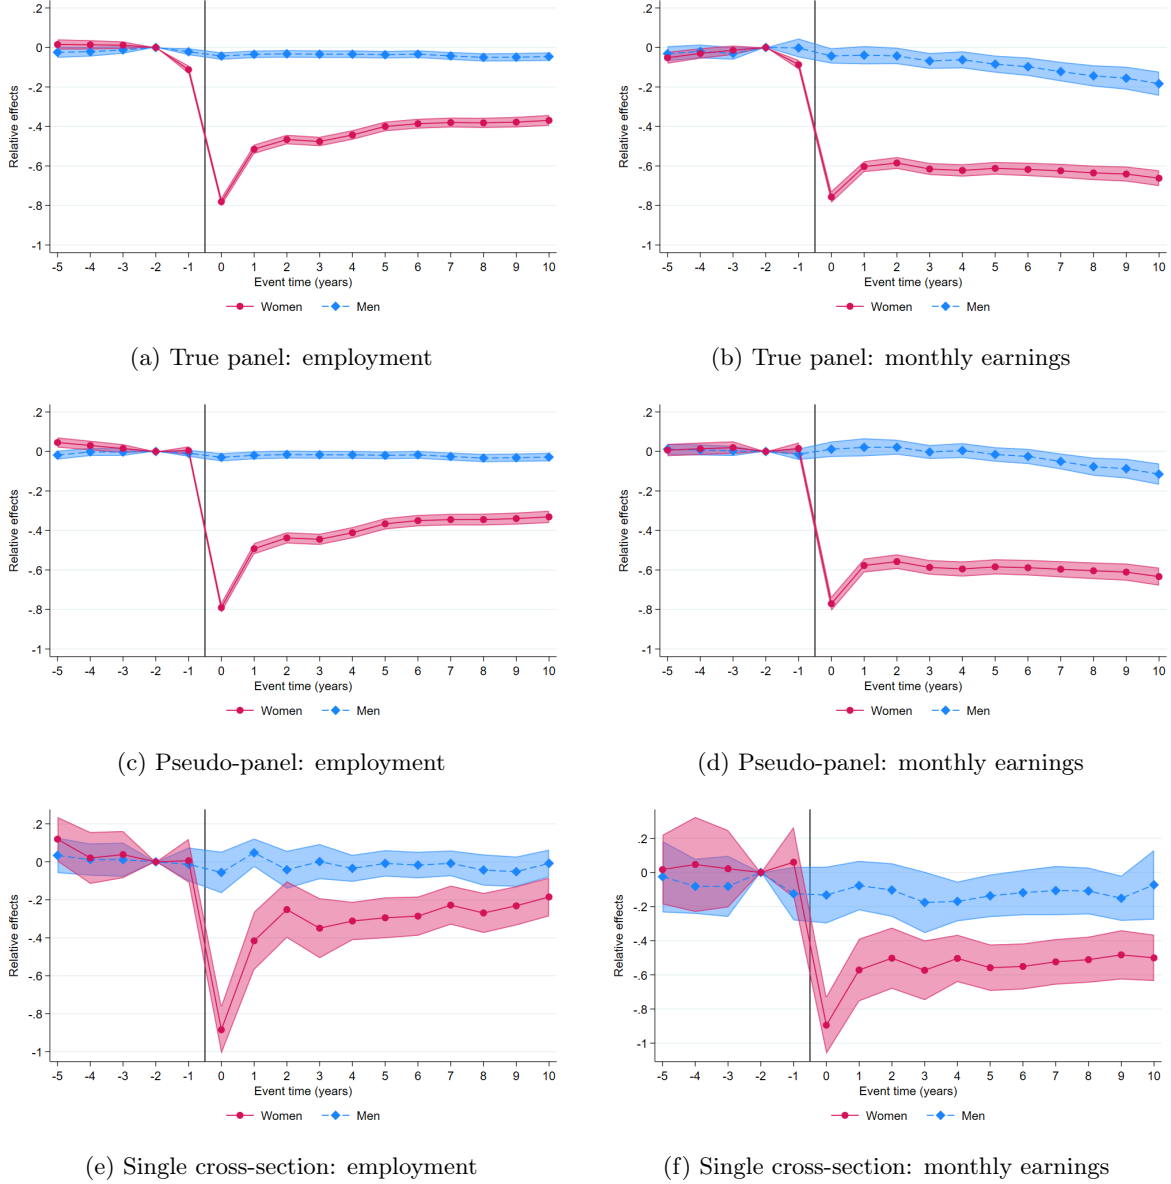 .2
0
-.2
-.4
-.6
-.8
-1
Relative effects
-5 -4 -3 -2 -1 0 1 2 3 4 5 6 7 8 9 10
Event time (years)
Women Men
(a) True panel: employment
.2
0
-.2
-.4
-.6
-.8
-1
Relative effects
-5 -4 -3 -2 -1 0 1 2 3 4 5 6 7 8 9 10
Event time (years)
Women Men
(b) True panel: monthly earnings
.2
0
-.2
-.4
-.6
-.8
-1
Relative effects
-5 -4 -3 -2 -1 0 1 2 3 4 5 6 7 8 9 10
Event time (years)
Women Men
(c) Pseudo-panel: employment
.2
0
-.2
-.4
-.6
-.8
-1
Relative effects
-5 -4 -3 -2 -1 0 1 2 3 4 5 6 7 8 9 10
Event time (years)
Women Men
(d) Pseudo-panel: monthly earnings
.2
0
-.2
-.4
-.6
-.8
-1
Relative effects
-5 -4 -3 -2 -1 0 1 2 3 4 5 6 7 8 9 10
Event time (years)
Women Men
(e) Single cross-section: employment
.2
0
-.2
-.4
-.6
-.8
-1
Relative effects
-5 -4 -3 -2 -1 0 1 2 3 4 5 6 7 8 9 10
Event time (years)
Women Men
(f) Single cross-section: monthly earnings